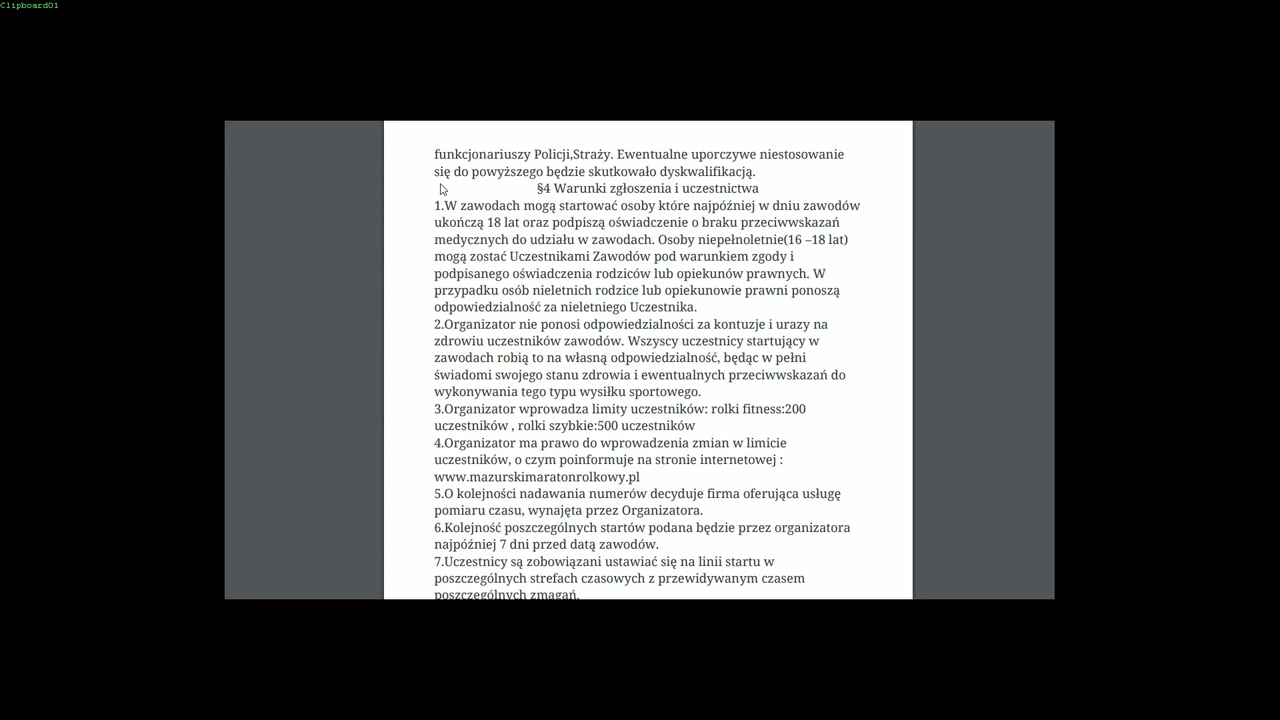 Clipboard01
funkcjonariuszy Policji,Straży. Ewentualne uporczywe niestosowanie
się do powyższego będzie skutkowało dyskwalifikacją.
§4 Warunki zgłoszenia i uczestnictwa
1.W zawodach mogą startować osoby które najpóźniej w dniu zawodów
ukończą 18 lat oraz podpiszą oświadczenie o braku przeciwwskazań
medycznych do udziału w zawodach. Osoby niepełnoletnie(16 –18 lat)
mogą zostać Uczestnikami Zawodów pod warunkiem zgody i
podpisanego oświadczenia rodziców lub opiekunów prawnych. W
przypadku osób nieletnich rodzice lub opiekunowie prawni ponoszą
odpowiedzialność za nieletniego Uczestnika.
2.Organizator nie ponosi odpowiedzialności za kontuzje i urazy na
zdrowiu uczestników zawodów. Wszyscy uczestnicy startujący w
zawodach robią to na własną odpowiedzialność, będąc w pełni
świadomi swojego stanu zdrowia i ewentualnych przeciwwskazań do
wykonywania tego typu wysiłku sportowego.
3.Organizator wprowadza limity uczestników: rolki fitness:200
uczestników , rolki szybkie:500 uczestników
4.Organizator ma prawo do wprowadzenia zmian w limicie
uczestników, o czym poinformuje na stronie internetowej :
www.mazurskimaratonrolkowy.pl
5.O kolejności nadawania numerów decyduje firma oferująca usługę
pomiaru czasu, wynajęta przez Organizatora.
6.Kolejność poszczególnych startów podana będzie przez organizatora
najpóźniej 7 dni przed datą zawodów.
7.Uczestnicy są zobowiązani ustawiać się na linii startu w
poszczególnych strefach czasowych z przewidywanym czasem
poszczególnych zmagań.